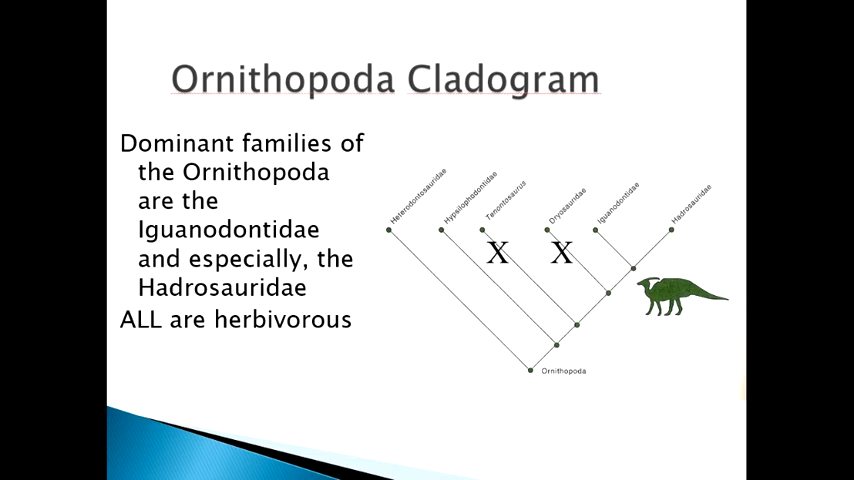 Ornithopoda Cladogram
Dominant families of
the Ornithopoda
are the
Iguanodontidae
and especially, the
Hadrosauridae
ALL are herbivorous
Heterodontosauridae
Hypsilophodontidae
Tenontosaurus
Dryosauridae
Iguanodontidae
Hadrosauridae
X
X
Ornithopoda